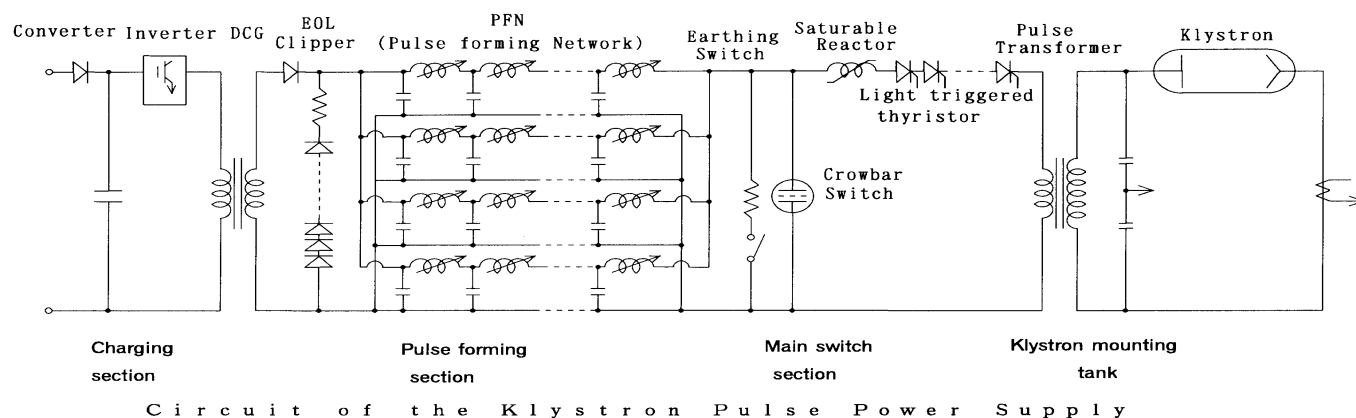 Converter
Inverter
DCG
EOL
Clipper
PFN
(Pulse forming Network)
Earthing
Switch
Saturable
Reactor
Light triggered
thyristor
Crowbar
Switch
Pulse
Transformer
Klystron
Charging
section
Pulse forming
section
Main switch
section
Klystron mounting
tank
Circuit of the Klystron Pulse Power Supply